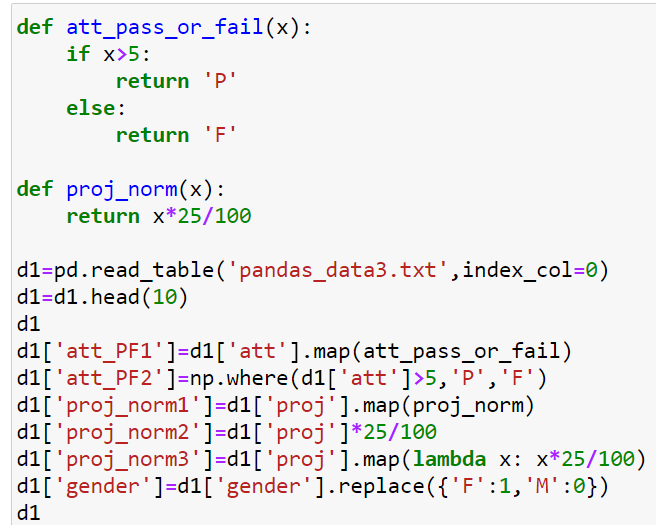 def att_pass_or_fail(x):
    if x>5:
        return 'P'
    else:
        return 'F'

def proj_norm(x):
    return x*25/100

d1=pd.read_table('pandas_data3.txt',index_col=0)
d1=d1.head(10)
d1
d1['att_PF1']=d1['att'].map(att_pass_or_fail)
d1['att_PF2']=np.where(d1['att']>5,'P','F')
d1['proj_norm1']=d1['proj'].map(proj_norm)
d1['proj_norm2']=d1['proj']*25/100
d1['proj_norm3']=d1['proj'].map(lambda x: x*25/100)
d1['gender']=d1['gender'].replace({'F':1,'M':0})
d1